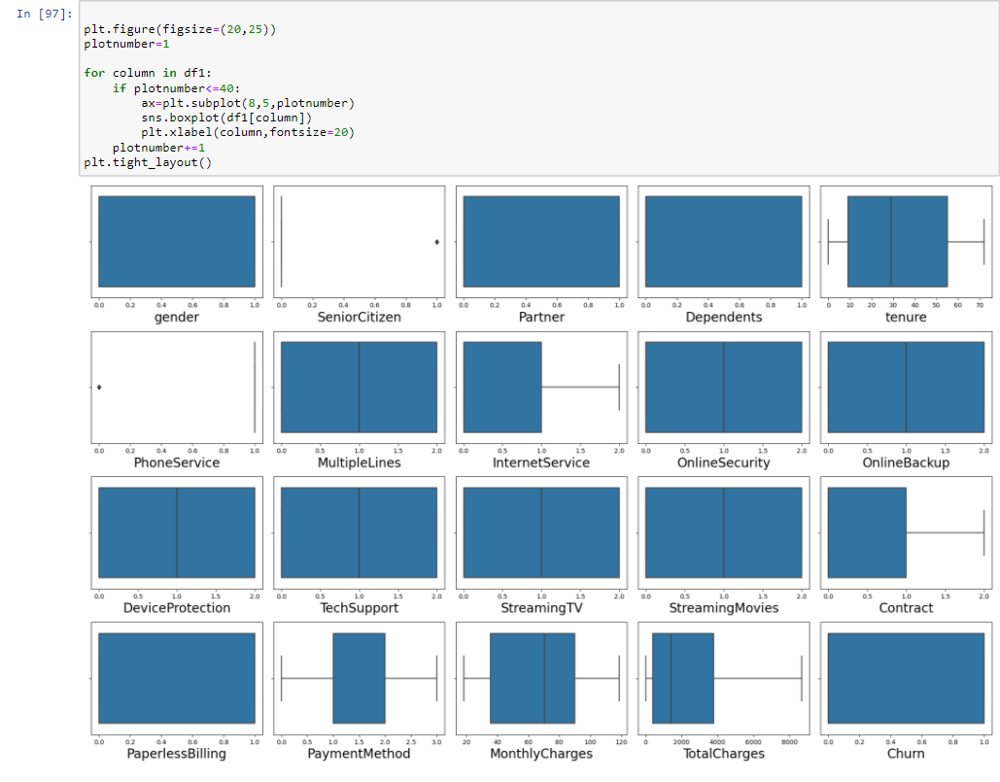 In [97]:
plt.figure(figsize=(20,25))
plotnumber=1
for column in df1:
    if plotnumber<=40:
        ax=plt.subplot(8,5,plotnumber)
        sns.boxplot(df1[column])
        plt.xlabel(column,fontsize=20)
    plotnumber+=1
plt.tight_layout()
0.0 0.2 0.4 0.6 0.8 1.0 0.0 0.2 0.4 0.6 0.8 1.0 0.0 0.2 0.4 0.6 0.8 1.0 0.0 0.2 0.4 0.6 0.8 1.0 0 10 20 30 40 50 60 70
gender SeniorCitizen Partner Dependents tenure
0.0 0.2 0.4 0.6 0.8 1.0 0.0 0.5 1.0 1.5 2.0 0.0 0.5 1.0 1.5 2.0 0.0 0.5 1.0 1.5 2.0 0.0 0.5 1.0 1.5 2.0
PhoneService MultipleLines InternetService OnlineSecurity OnlineBackup
0.0 0.5 1.0 1.5 2.0 0.0 0.5 1.0 1.5 2.0 0.0 0.5 1.0 1.5 2.0 0.0 0.5 1.0 1.5 2.0 0.0 0.5 1.0 1.5 2.0
DeviceProtection TechSupport StreamingTV StreamingMovies Contract
0.0 0.2 0.4 0.6 0.8 1.0 0.0 0.5 1.0 1.5 2.0 2.5 3.0 20 40 60 80 100 120 0 2000 4000 6000 8000 0.0 0.2 0.4 0.6 0.8 1.0
PaperlessBilling PaymentMethod MonthlyCharges TotalCharges Churn